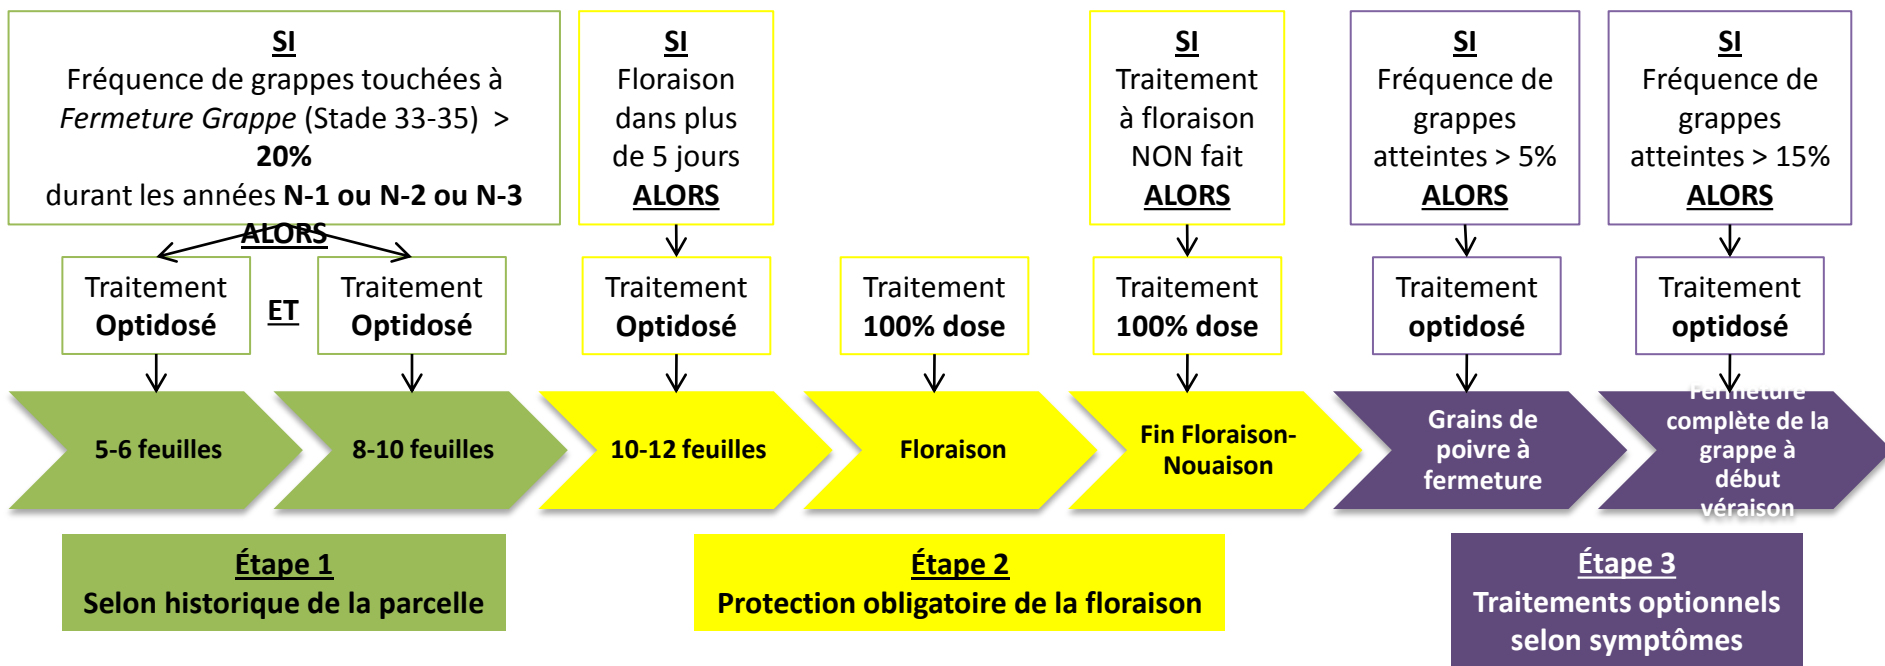 SI
Fréquence de grappes touchées à
Fermeture Grappe (Stade 33-35) >
20%
durant les années N-1 ou N-2 ou N-3
ALORS
SI
Floraison
dans plus
de 5 jours
ALORS
SI
Traitement
à floraison
NON fait
ALORS
SI
Fréquence de
grappes
atteintes > 5%
ALORS
SI
Fréquence de
grappes
atteintes > 15%
ALORS
Traitement
Optidosé
ET
Traitement
Optidosé
Traitement
Optidosé
Traitement
100% dose
Traitement
100% dose
Traitement
optidosé
Traitement
optidosé
5-6 feuilles
8-10 feuilles
10-12 feuilles
Floraison
Fin Floraison-
Nouaison
Grains de
poivre à
fermeture
Fermeture
complète de la
grappe à
début
véraison
Étape 1
Selon historique de la parcelle
Étape 2
Protection obligatoire de la floraison
Étape 3
Traitements optionnels
selon symptômes